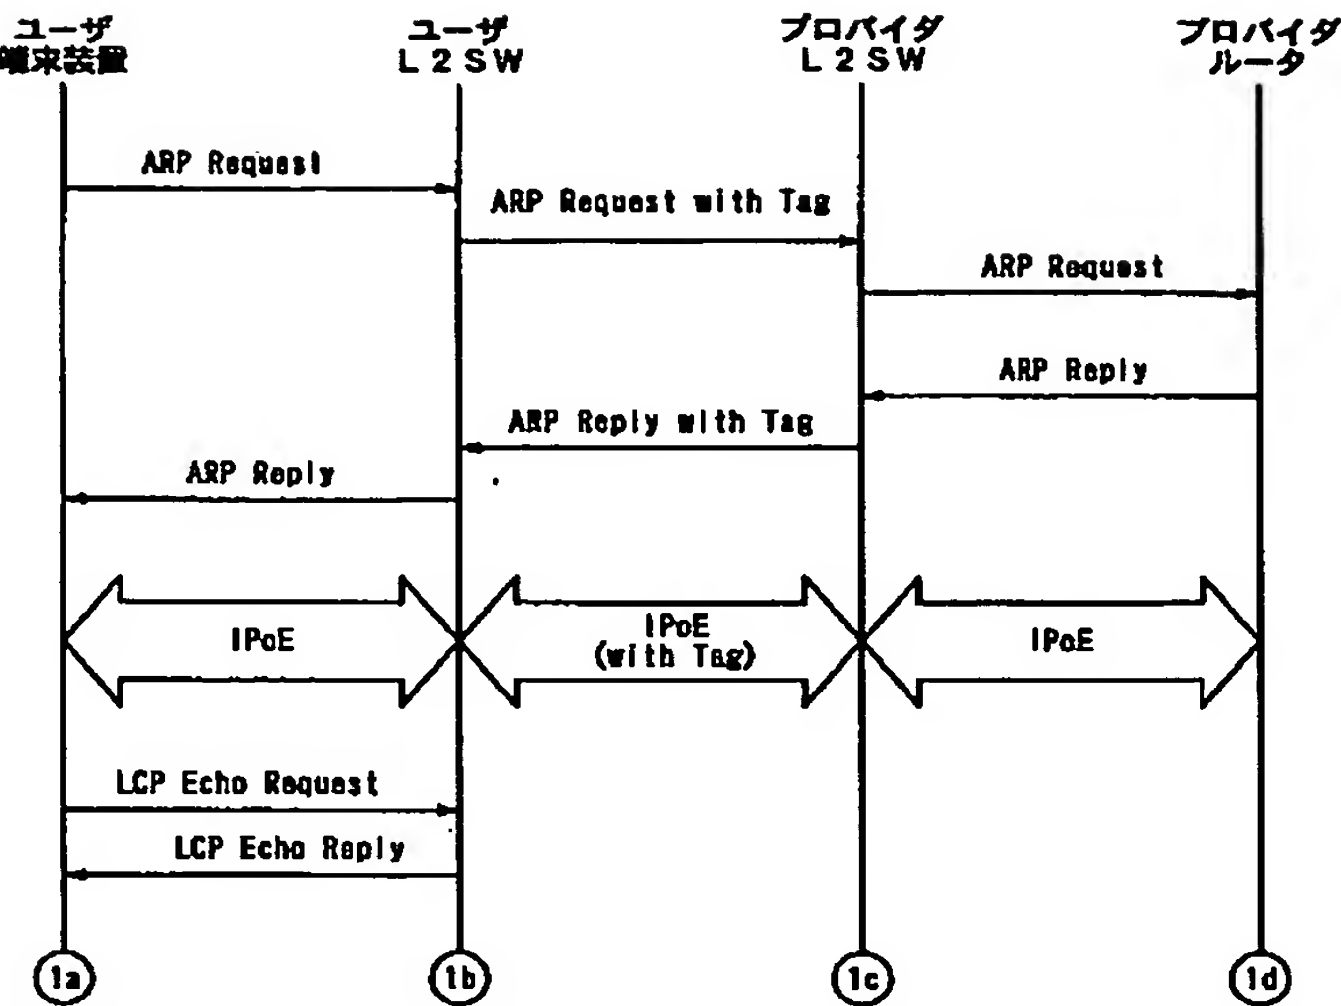 ユーザ
端末装置
ユーザ
L2SW
プロバイダ
L2SW
プロバイダ
ルータ
ARP Request
ARP Request with Tag
ARP Request
ARP Reply
ARP Reply with Tag
ARP Reply
IPoE
IPoE
(with Tag)
IPoE
LCP Echo Request
LCP Echo Reply
1a
1b
1c
1d